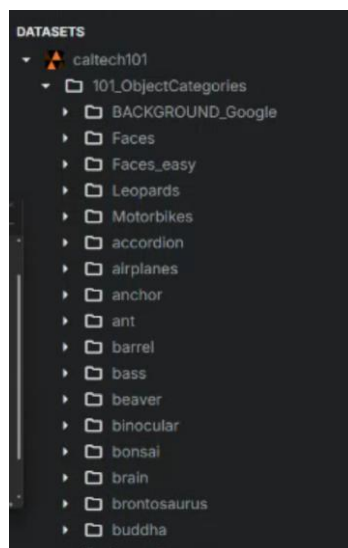 DATASETS
caltech101
101_ObjectCategories
BACKGROUND_Google
Faces
Faces_easy
Leopards
Motorbikes
accordion
airplanes
anchor
ant
barrel
bass
beaver
binocular
bonsai
brain
brontosaurus
buddha